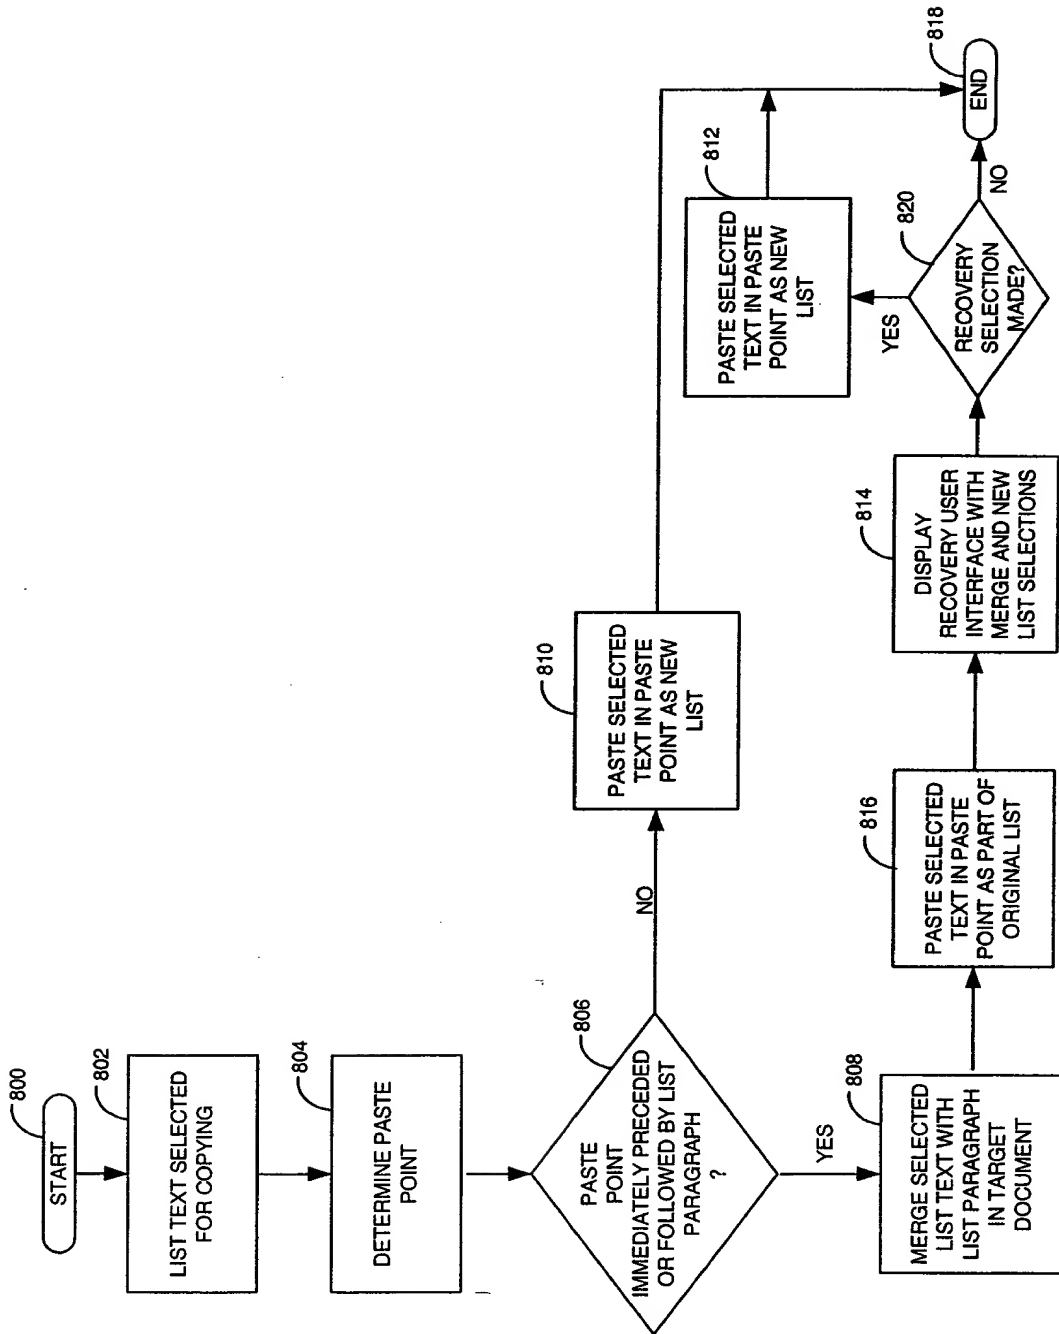 800
START
802
LIST TEXT SELECTED
FOR COPYING
804
DETERMINE PASTE
POINT
806
PASTE
POINT
IMMEDIATELY PRECEDED
OR FOLLOWED BY LIST
PARAGRAPH
?
NO
YES
810
PASTE SELECTED
TEXT IN PASTE
POINT AS NEW
LIST
808
MERGE SELECTED
LIST TEXT WITH
LIST PARAGRAPH
IN TARGET
DOCUMENT
816
PASTE SELECTED
TEXT IN PASTE
POINT AS PART OF
ORIGINAL LIST
814
DISPLAY
RECOVERY USER
INTERFACE WITH
MERGE AND NEW
LIST SELECTIONS
820
RECOVERY
SELECTION
MADE?
YES
NO
812
PASTE SELECTED
TEXT IN PASTE
POINT AS NEW
LIST
818
END